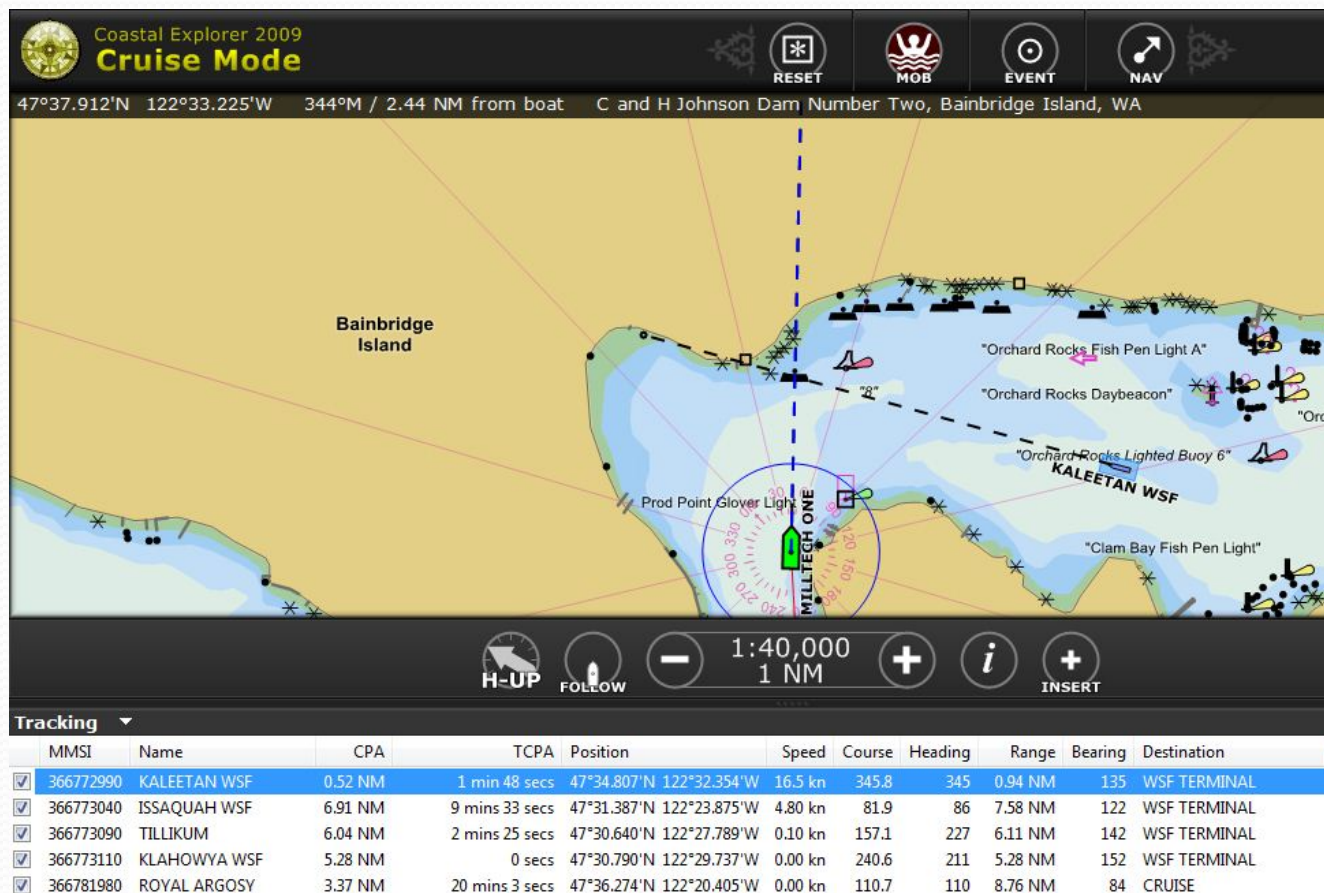 Coastal Explorer 2009
Cruise Mode
RESET
MOB
EVENT
NAV
47°37.912'N 122°33.225'W 344°M / 2.44 NM from boat C and H Johnson Dam Number Two, Bainbridge Island, WA
Bainbridge
Island
"Orchard Rocks Fish Pen Light A"
"8"
"Orchard Rocks Daybeacon"
"Orc
"Orchard Rocks Lighted Buoy 6"
KALEETAN WSF
Prod Point Glover Light
MILLTECH ONE
30
330
300
270
240
120
150
180
"Clam Bay Fish Pen Light"
H-UP
FOLLOW
1:40,000
1 NM
i
INSERT
Tracking
MMSI Name CPA TCPA Position Speed Course Heading Range Bearing Destination
366772990 KALEETAN WSF 0.52 NM 1 min 48 secs 47°34.807'N 122°32.354'W 16.5 kn 345.8 345 0.94 NM 135 WSF TERMINAL
366773040 ISSAQUAH WSF 6.91 NM 9 mins 33 secs 47°31.387'N 122°23.875'W 4.80 kn 81.9 86 7.58 NM 122 WSF TERMINAL
366773090 TILLIKUM 6.04 NM 2 mins 25 secs 47°30.640'N 122°27.789'W 0.10 kn 157.1 227 6.11 NM 142 WSF TERMINAL
366773110 KLAHOWYA WSF 5.28 NM 0 secs 47°30.790'N 122°29.737'W 0.00 kn 240.6 211 5.28 NM 152 WSF TERMINAL
366781980 ROYAL ARGOSY 3.37 NM 20 mins 3 secs 47°36.274'N 122°20.405'W 0.00 kn 110.7 110 8.76 NM 84 CRUISE